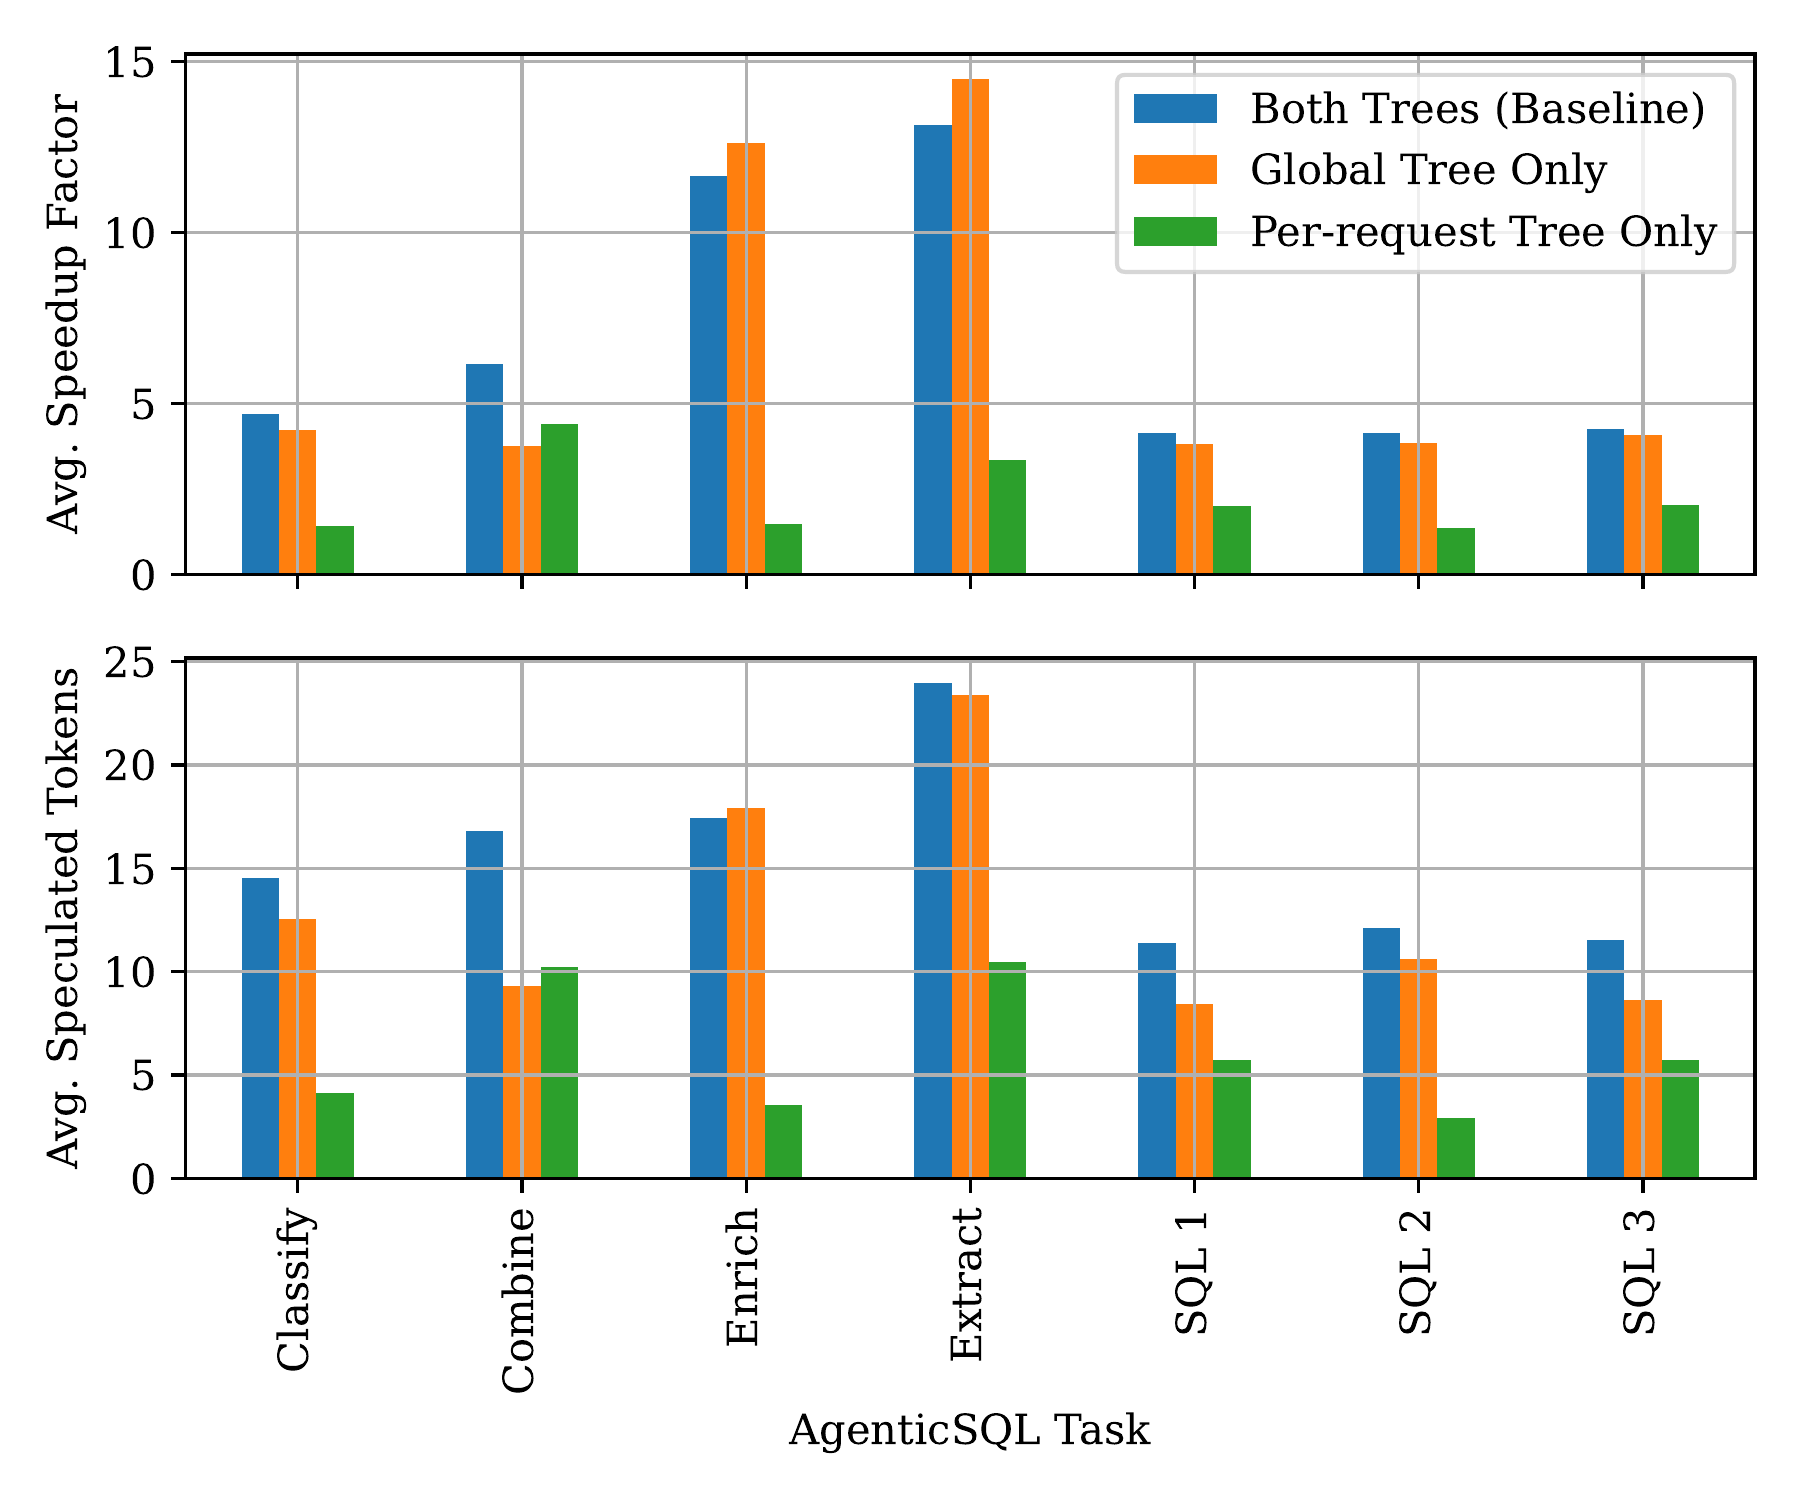 Avg. Speedup Factor
15
10
5
0
Both Trees (Baseline)
Global Tree Only
Per-request Tree Only
Avg. Speculated Tokens
25
20
15
10
5
0
Classify
Combine
Enrich
Extract
SQL 1
SQL 2
SQL 3
AgenticSQL Task